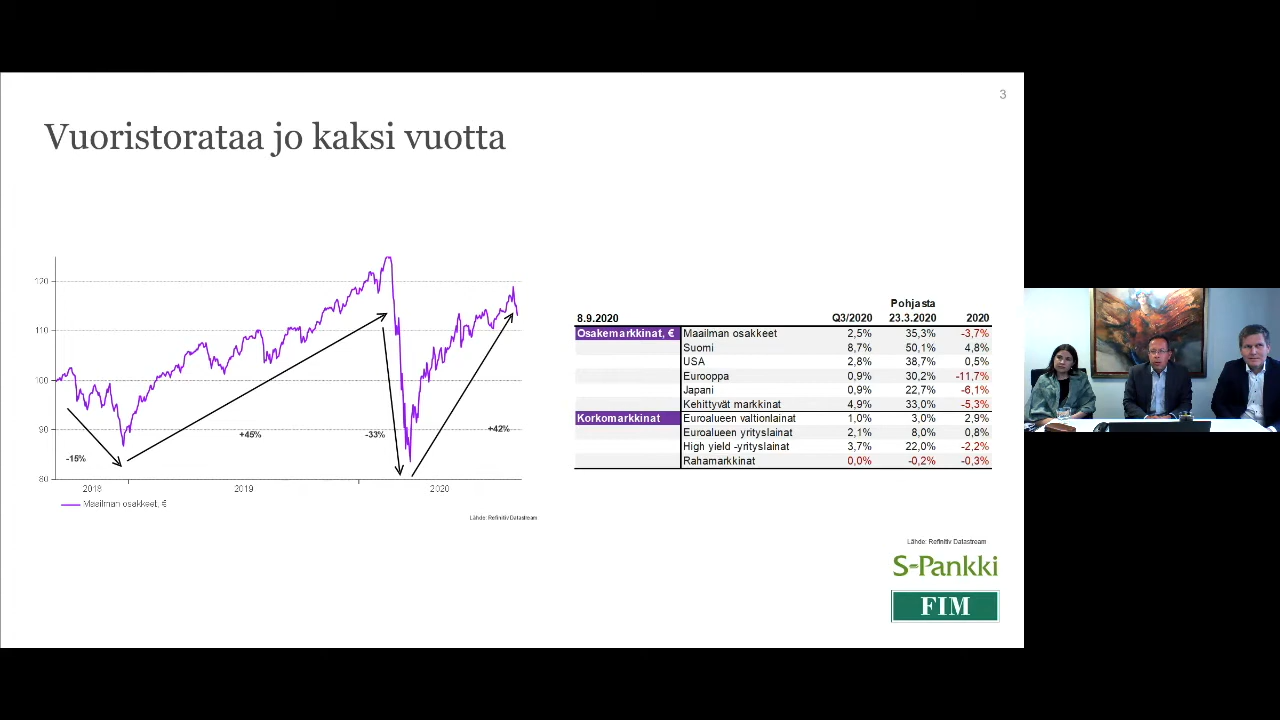 3
Vuoristorataa jo kaksi vuotta
120
110
100
90
80
-15%
+45%
-33%
+42%
2018 2019 2020
Maailman osakkeet, €
Lähde: Refinitiv Datastream
Pohjasta
8.9.2020 Q3/2020 23.3.2020 2020
Osakemarkkinat, € Maailman osakkeet 2,5% 35,3% -3,7%
Suomi 8,7% 50,1% 4,8%
USA 2,8% 38,7% 0,5%
Eurooppa 0,9% 30,2% -11,7%
Japani 0,9% 22,7% -6,1%
Kehittyvät markkinat 4,9% 33,0% -5,3%
Korkomarkkinat Euroalueen valtionlainat 1,0% 3,0% 2,9%
Euroalueen yrityslainat 2,1% 8,0% 0,8%
High yield -yrityslainat 3,7% 22,0% -2,2%
Rahamarkkinat 0,0% -0,2% -0,3%
Lähde: Refinitiv Datastream
S-Pankki
FIM